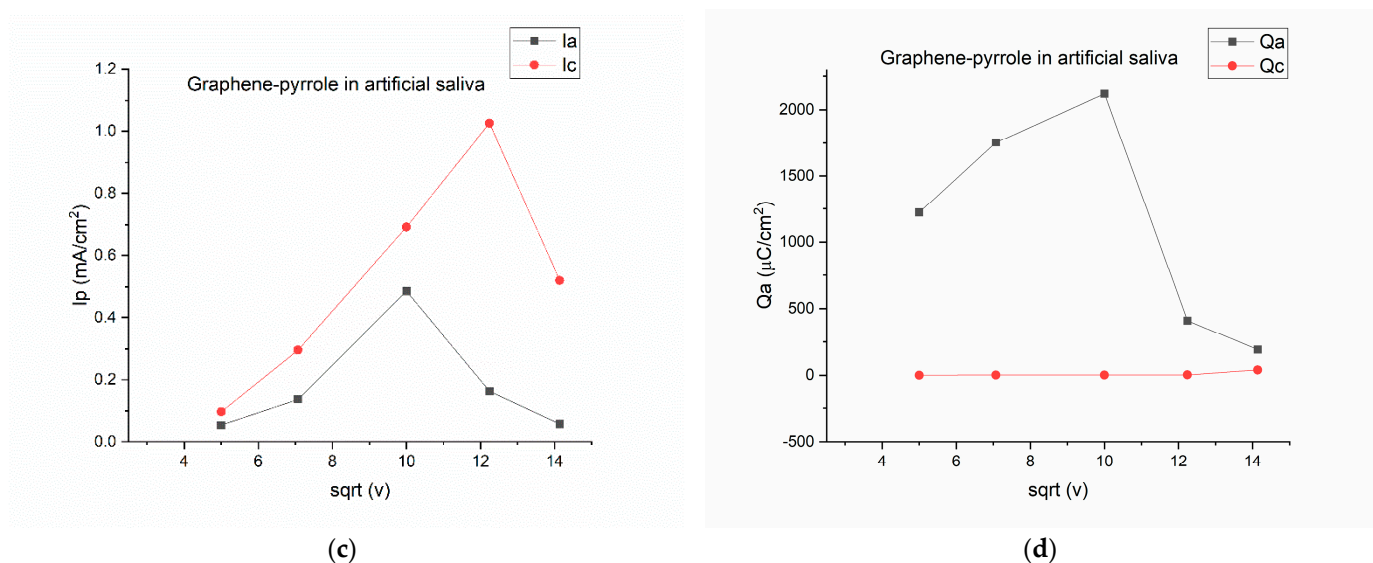 Ia
Ic
Graphene-pyrrole in artificial saliva
1.2
1.0
0.8
0.6
0.4
0.2
0.0
Ip (mA/cm²)
4 6 8 10 12 14
sqrt (v)
(c)
Qa
Qc
Graphene-pyrrole in artificial saliva
2000
1500
1000
500
0
-500
Qa (μC/cm²)
4 6 8 10 12 14
sqrt (v)
(d)